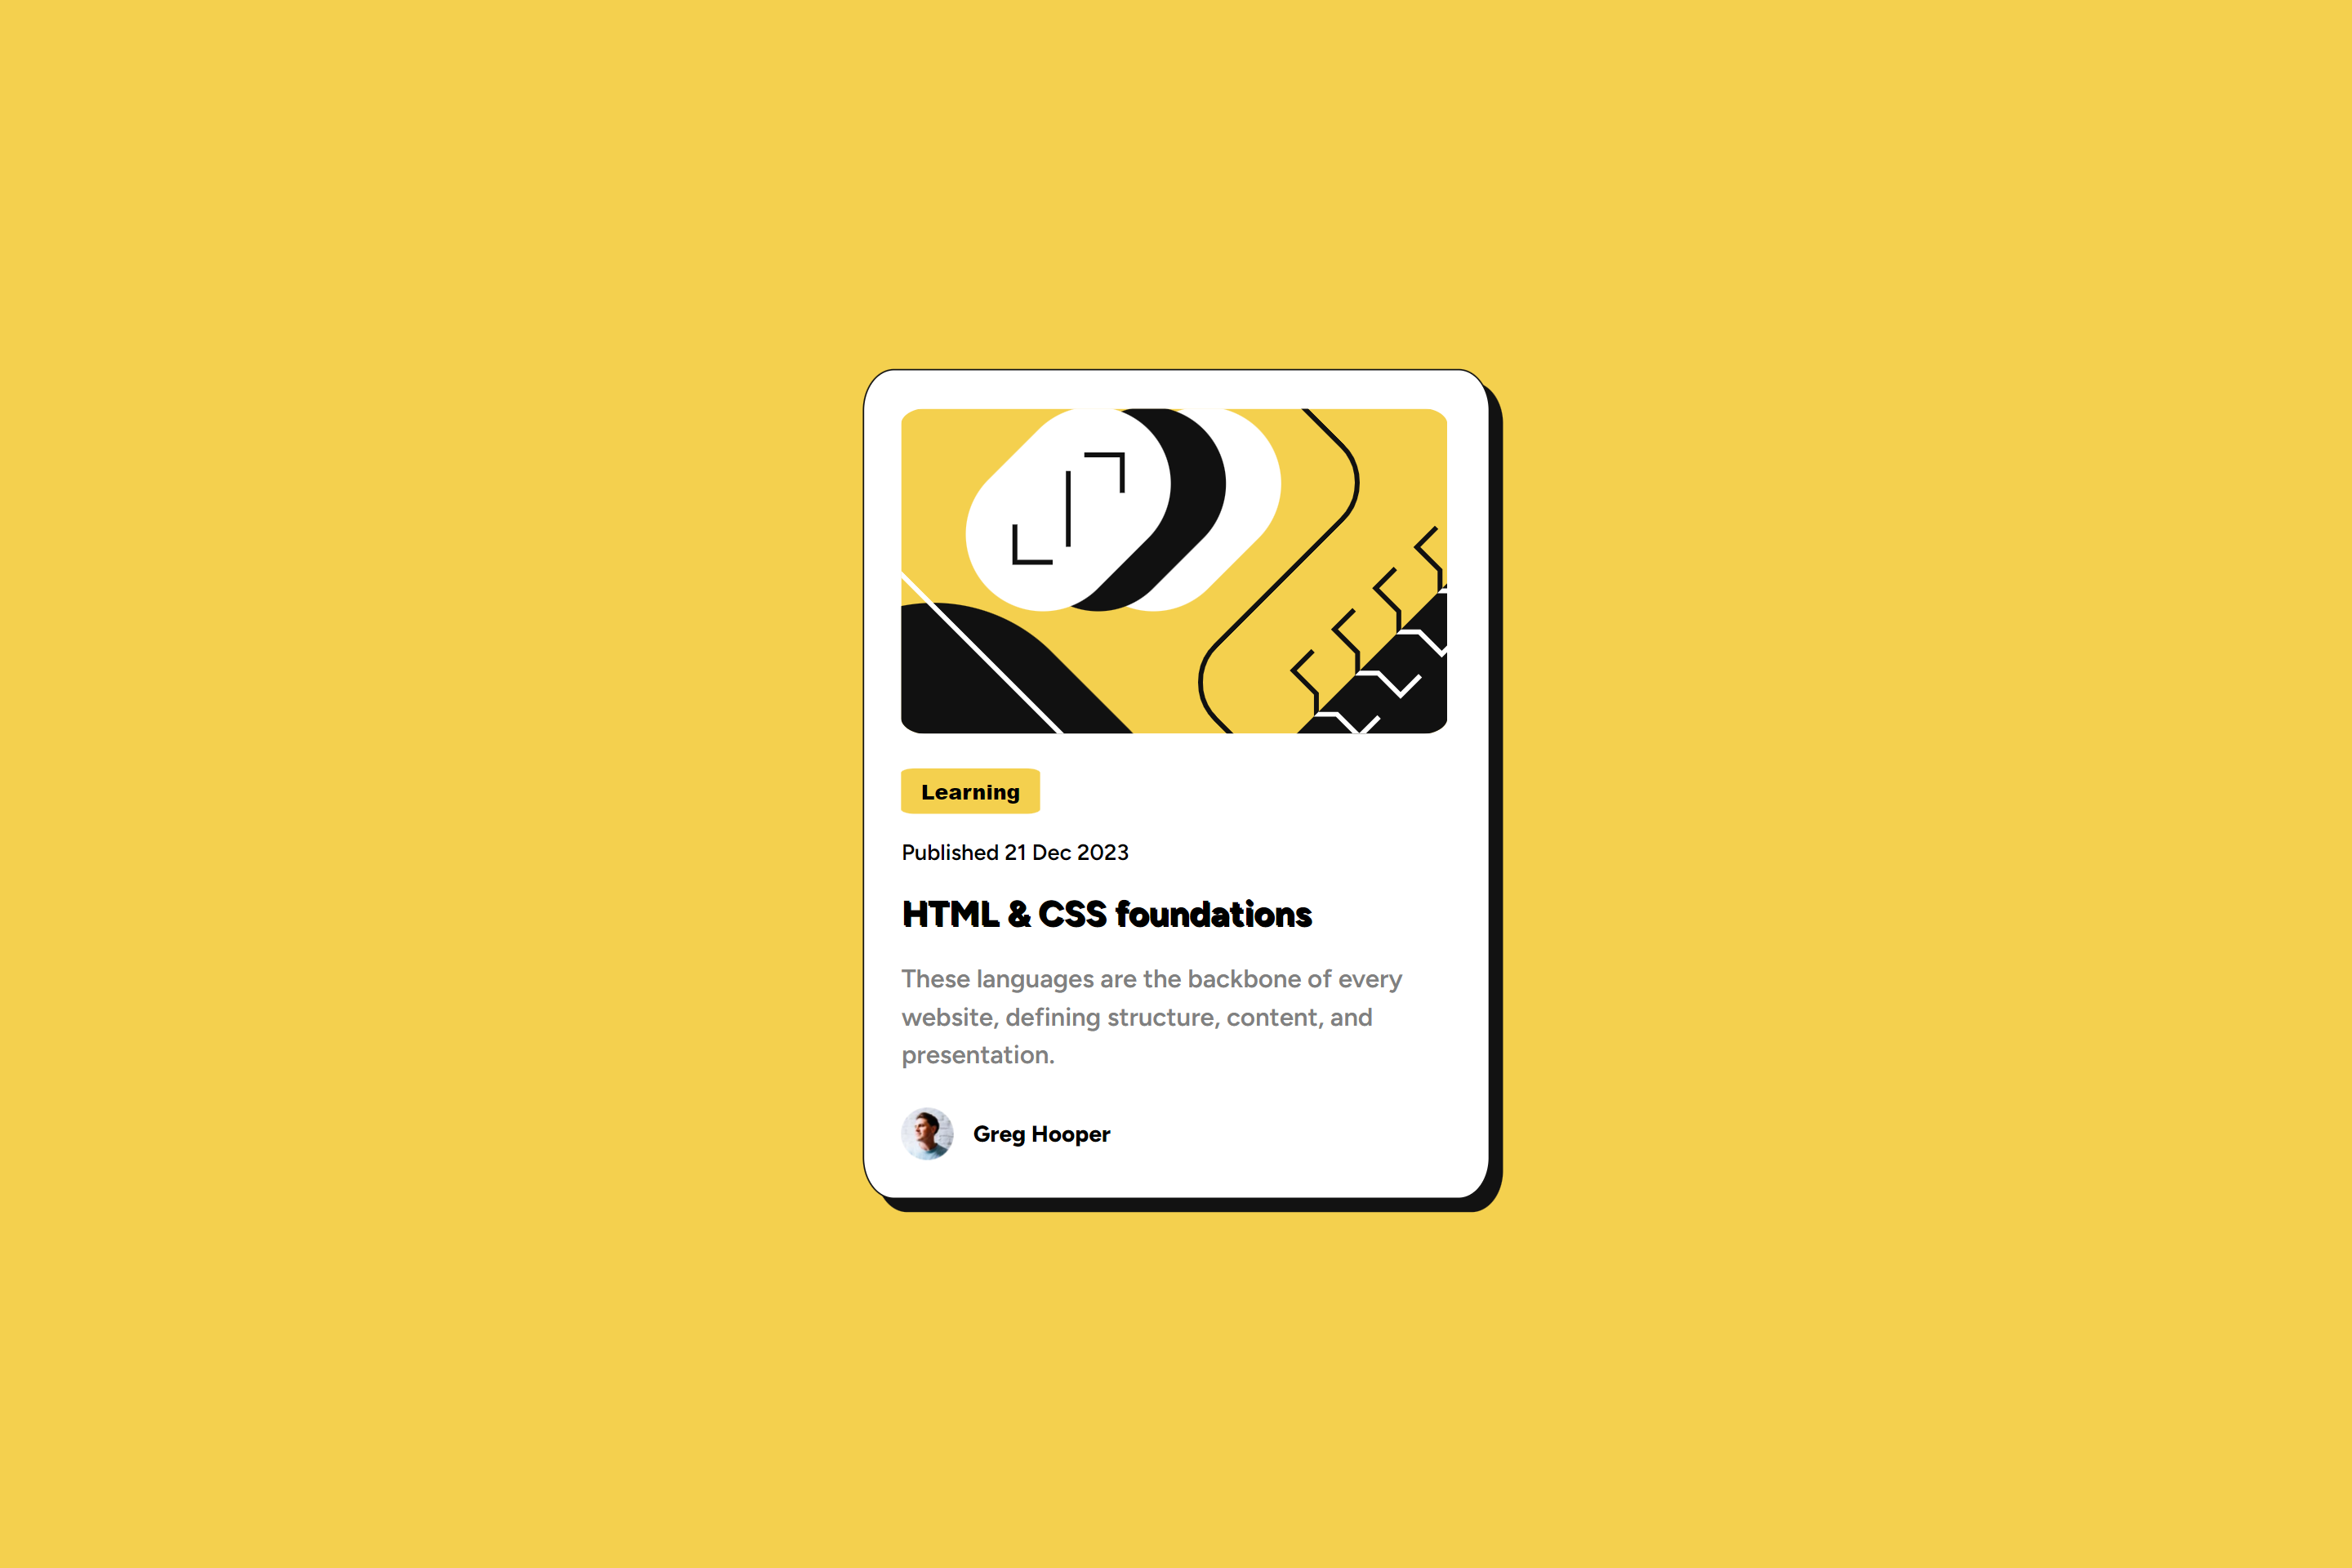 Learning
Published 21 Dec 2023
HTML & CSS foundations
These languages are the backbone of every
website, defining structure, content, and
presentation.
Greg Hooper